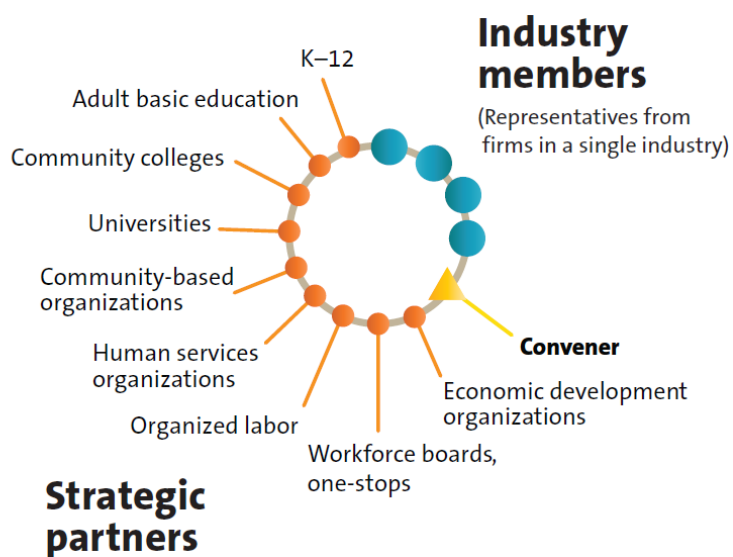 Industry
members
(Representatives from
firms in a single industry)
K–12
Adult basic education
Community colleges
Universities
Community-based
organizations
Human services
organizations
Organized labor
Workforce boards,
one-stops
Economic development
organizations
Convener
Strategic
partners